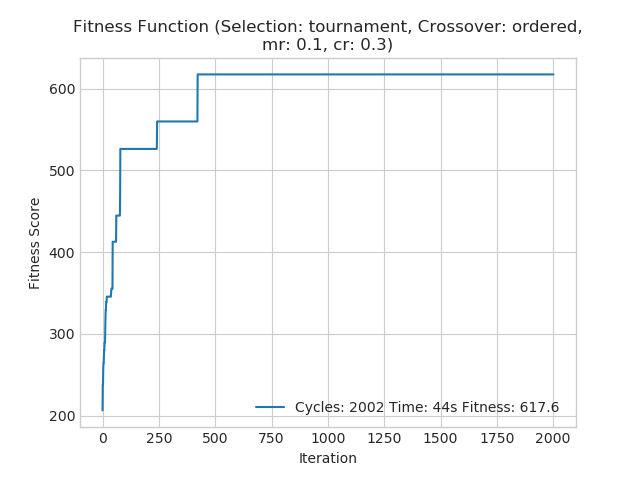 Fitness Function (Selection: tournament, Crossover: ordered,
mr: 0.1, cr: 0.3)
Fitness Score
600
500
400
300
200
Cycles: 2002 Time: 44s Fitness: 617.6
0 250 500 750 1000 1250 1500 1750 2000
Iteration